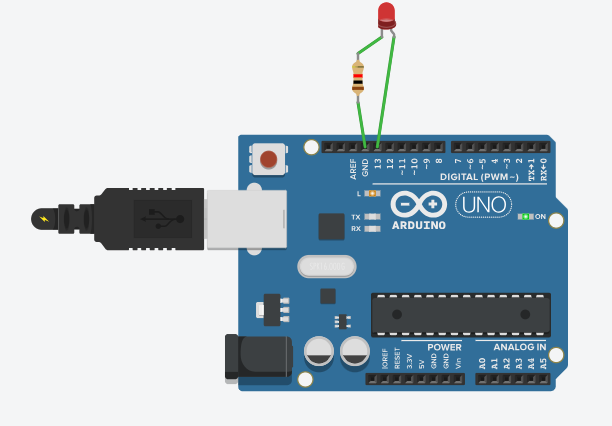 AREF
GND
13
12
~11
~10
~9
8
7
~6
~5
4
~3
2
TX→1
RX←0
DIGITAL (PWM~)
L
TX
RX
ARDUINO
UNO
ON
POWER
ANALOG IN
IOREF
RESET
3.3V
5V
GND
GND
Vin
A0
A1
A2
A3
A4
A5